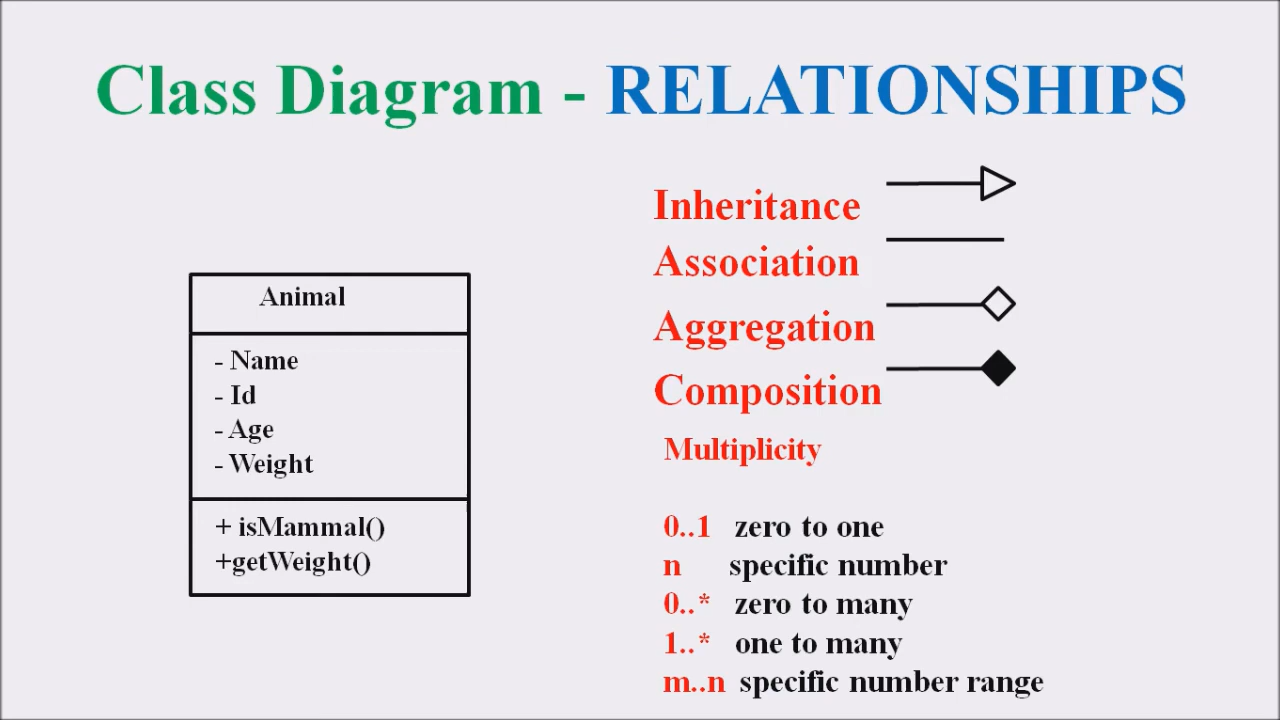 Class Diagram - RELATIONSHIPS
Animal
- Name
- Id
- Age
- Weight
+ isMammal()
+getWeight()
Inheritance
Association
Aggregation
Composition
Multiplicity
0..1 zero to one
n specific number
0..* zero to many
1..* one to many
m..n specific number range